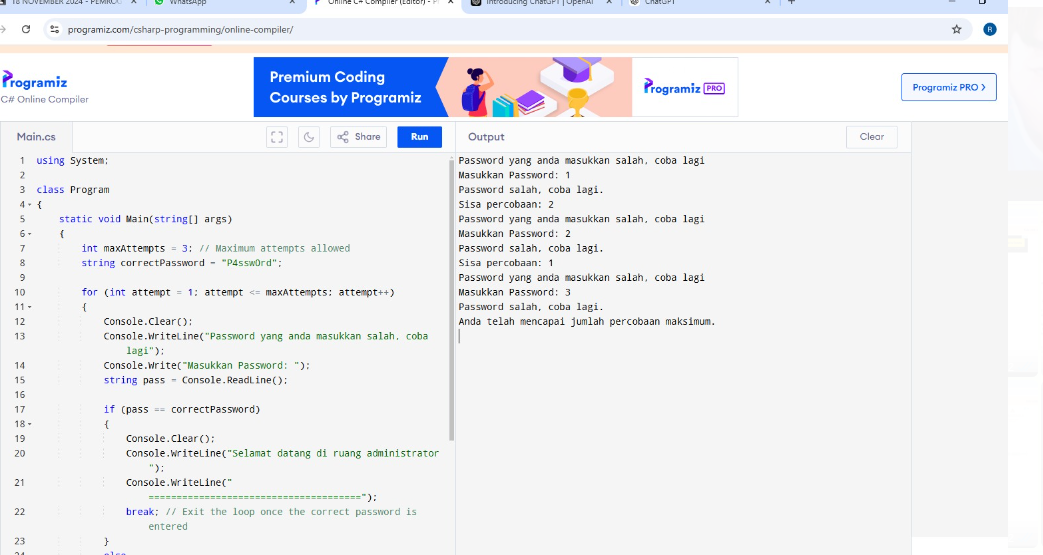 18 NOVEMBER 2024 - PEMROG
WhatsApp
Online C# Compiler (Editor) - P
Introducing ChatGPT | OpenAI
ChatGPT
programiz.com/csharp-programming/online-compiler/
R
Programiz
C# Online Compiler
Premium Coding
Courses by Programiz
Programiz PRO
Programiz PRO >
Main.cs
Share
Run
Output
Clear
1 using System;
2
3 class Program
4 {
5 static void Main(string[] args)
6 {
7 int maxAttempts = 3; // Maximum attempts allowed
8 string correctPassword = "P4ssw0rd";
9
10 for (int attempt = 1; attempt <= maxAttempts; attempt++)
11 {
12 Console.Clear();
13 Console.WriteLine("Password yang anda masukkan salah, coba
lagi");
14 Console.Write("Masukkan Password: ");
15 string pass = Console.ReadLine();
16
17 if (pass == correctPassword)
18 {
19 Console.Clear();
20 Console.WriteLine("Selamat datang di ruang administrator
");
21 Console.WriteLine("
======================================");
22 break; // Exit the loop once the correct password is
entered
23 }
24 else
Password yang anda masukkan salah, coba lagi
Masukkan Password: 1
Password salah, coba lagi.
Sisa percobaan: 2
Password yang anda masukkan salah, coba lagi
Masukkan Password: 2
Password salah, coba lagi.
Sisa percobaan: 1
Password yang anda masukkan salah, coba lagi
Masukkan Password: 3
Password salah, coba lagi.
Anda telah mencapai jumlah percobaan maksimum.